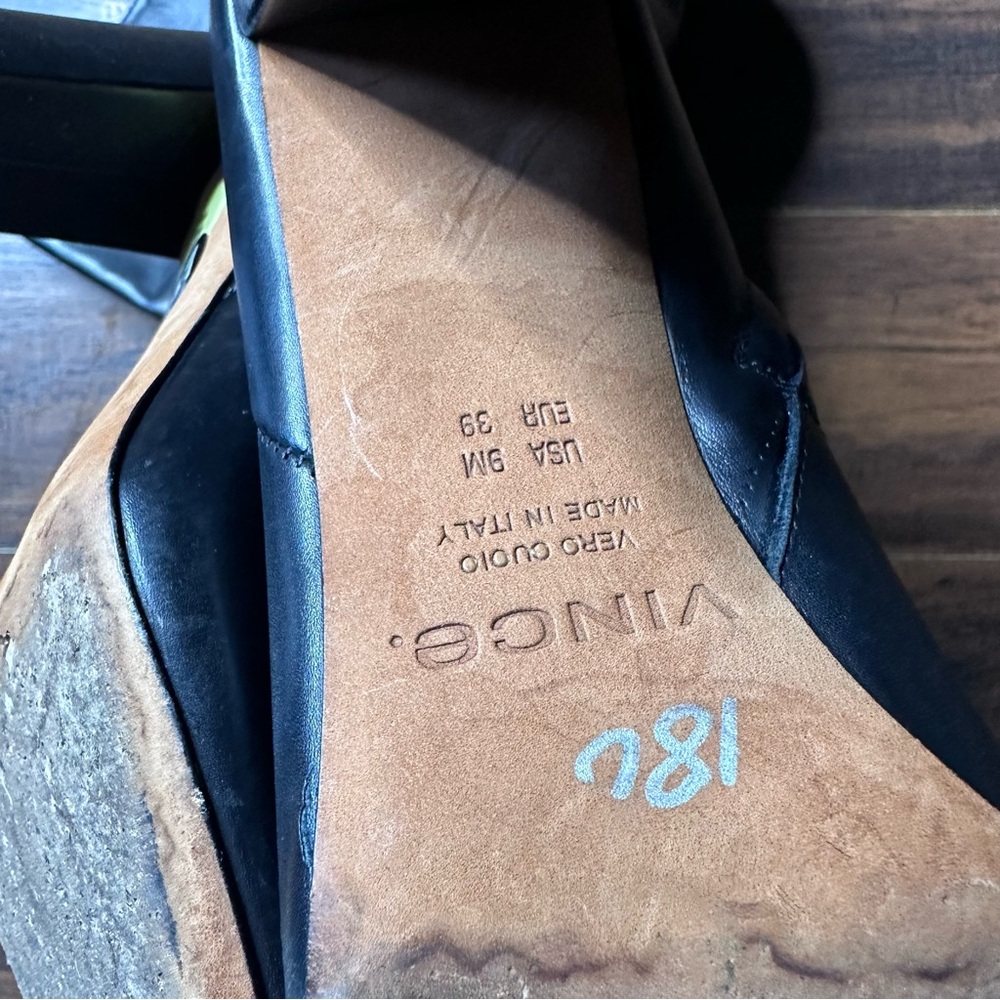 VINCe.
VERO CUOIO
MADE IN ITALY
USA 9M
EUR 39